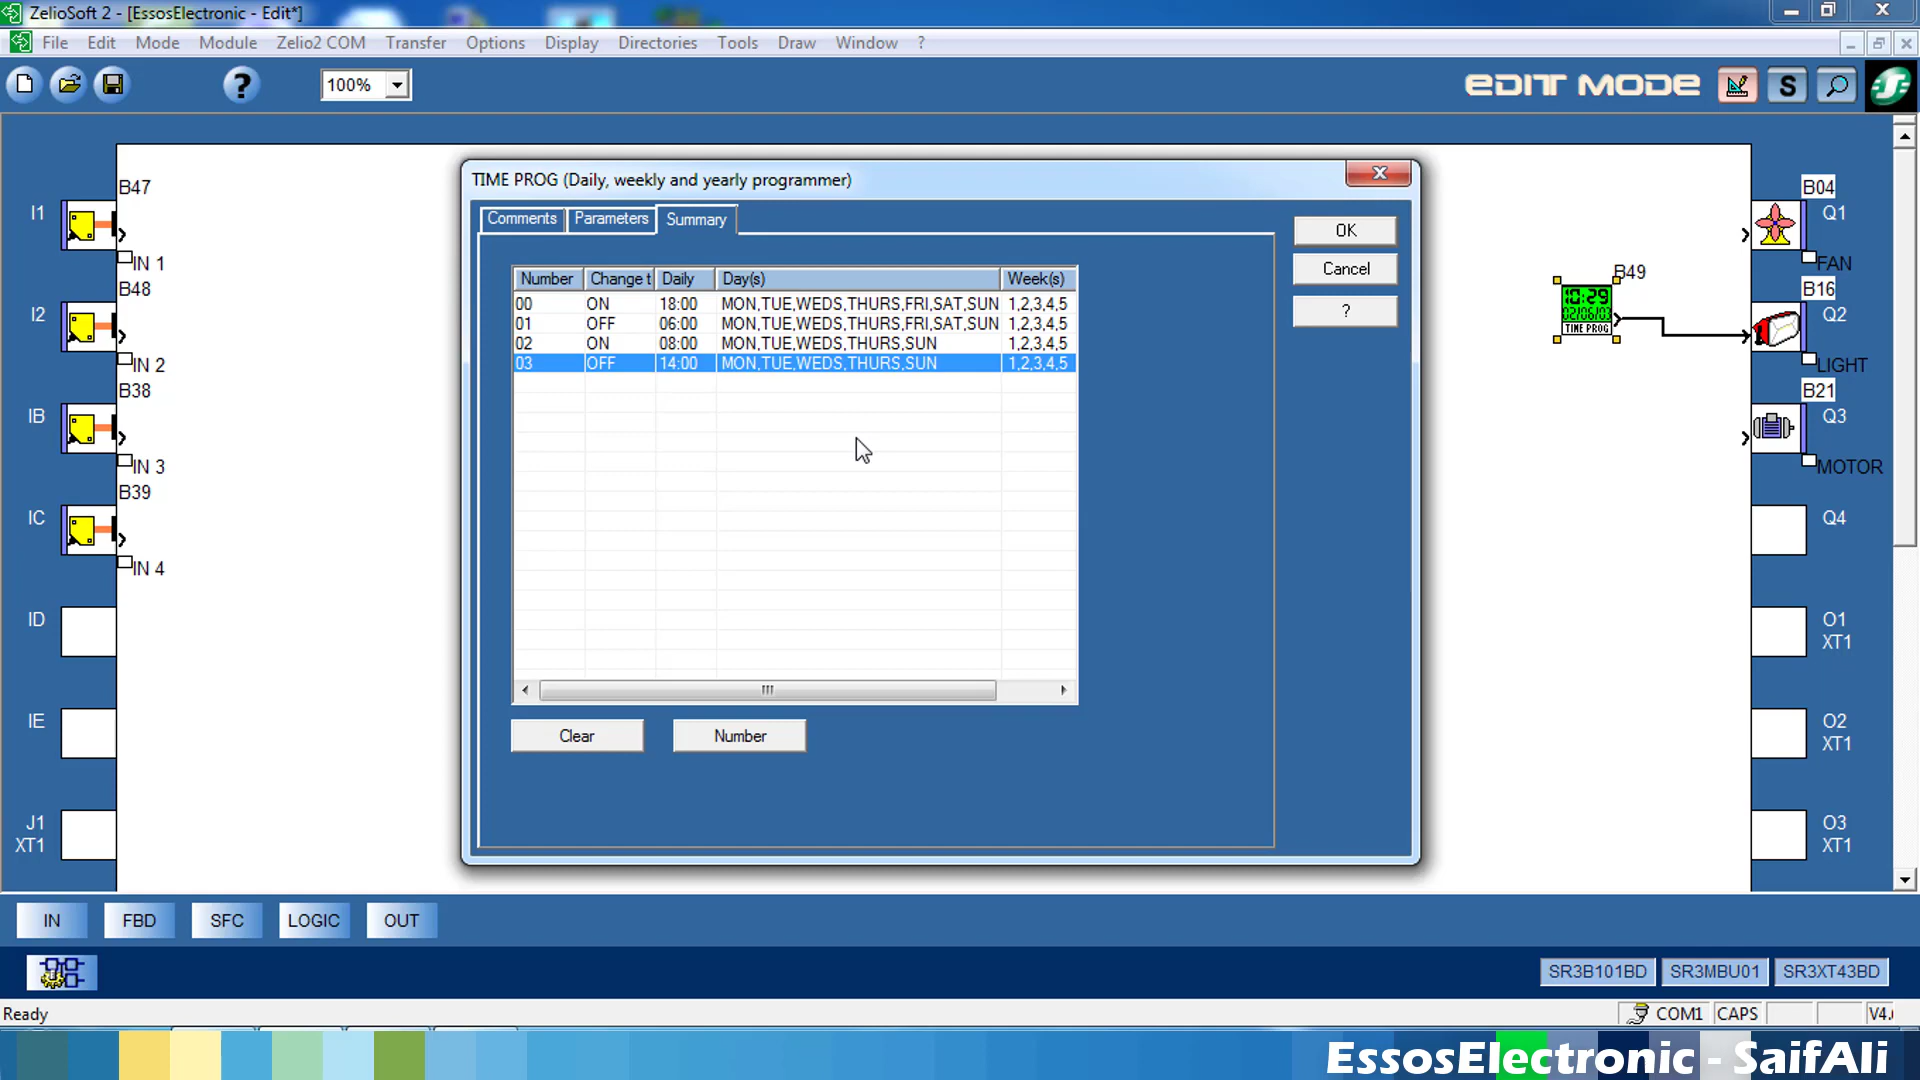 ZelioSoft 2 - [EssosElectronic - Edit*]
File Edit Mode Module Zelio2 COM Transfer Options Display Directories Tools Draw Window ?
? 100% EDIT MODE S
TIME PROG (Daily, weekly and yearly programmer)
Comments Parameters Summary
OK
Cancel
?
Number Change t Daily Day(s) Week(s)
00 ON 18:00 MON,TUE,WEDS,THURS,FRI,SAT,SUN 1,2,3,4,5
01 OFF 06:00 MON,TUE,WEDS,THURS,FRI,SAT,SUN 1,2,3,4,5
02 ON 08:00 MON,TUE,WEDS,THURS,SUN 1,2,3,4,5
03 OFF 14:00 MON,TUE,WEDS,THURS,SUN 1,2,3,4,5
Clear Number
B47
I1
IN 1
B48
I2
IN 2
B38
IB
IN 3
B39
IC
IN 4
ID
IE
J1
XT1
B49
10:29
02/06/03
TIME PROG
B04
Q1
FAN
B16
Q2
LIGHT
B21
Q3
MOTOR
Q4
O1
XT1
O2
XT1
O3
XT1
IN FBD SFC LOGIC OUT
SR3B101BD SR3MBU01 SR3XT43BD
Ready COM1 CAPS V4.
EssosElectronic - SaifAli